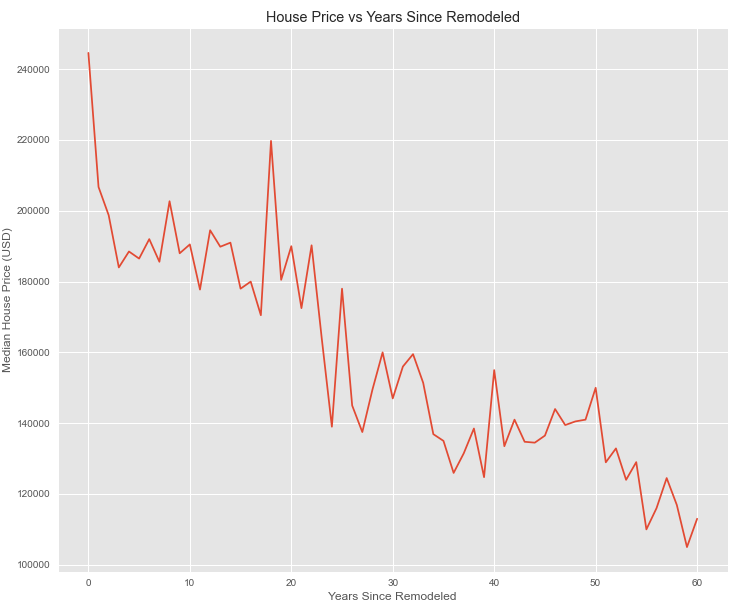 House Price vs Years Since Remodeled
Median House Price (USD)
240000
220000
200000
180000
160000
140000
120000
100000
0 10 20 30 40 50 60
Years Since Remodeled